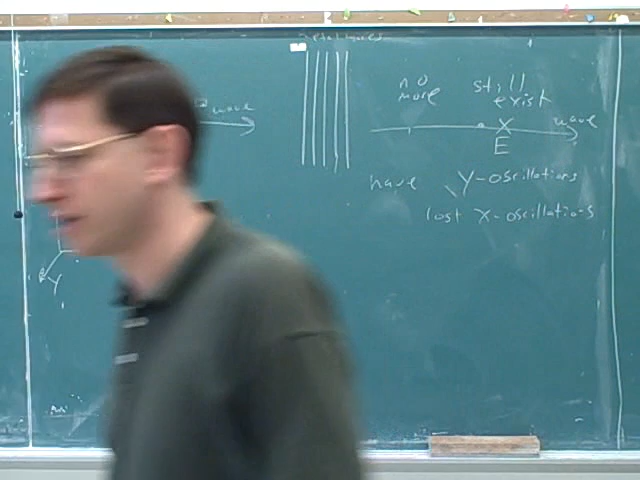 wave
no more
still exist
X
wave
E
have Y-oscillations
lost X-oscillations
Y